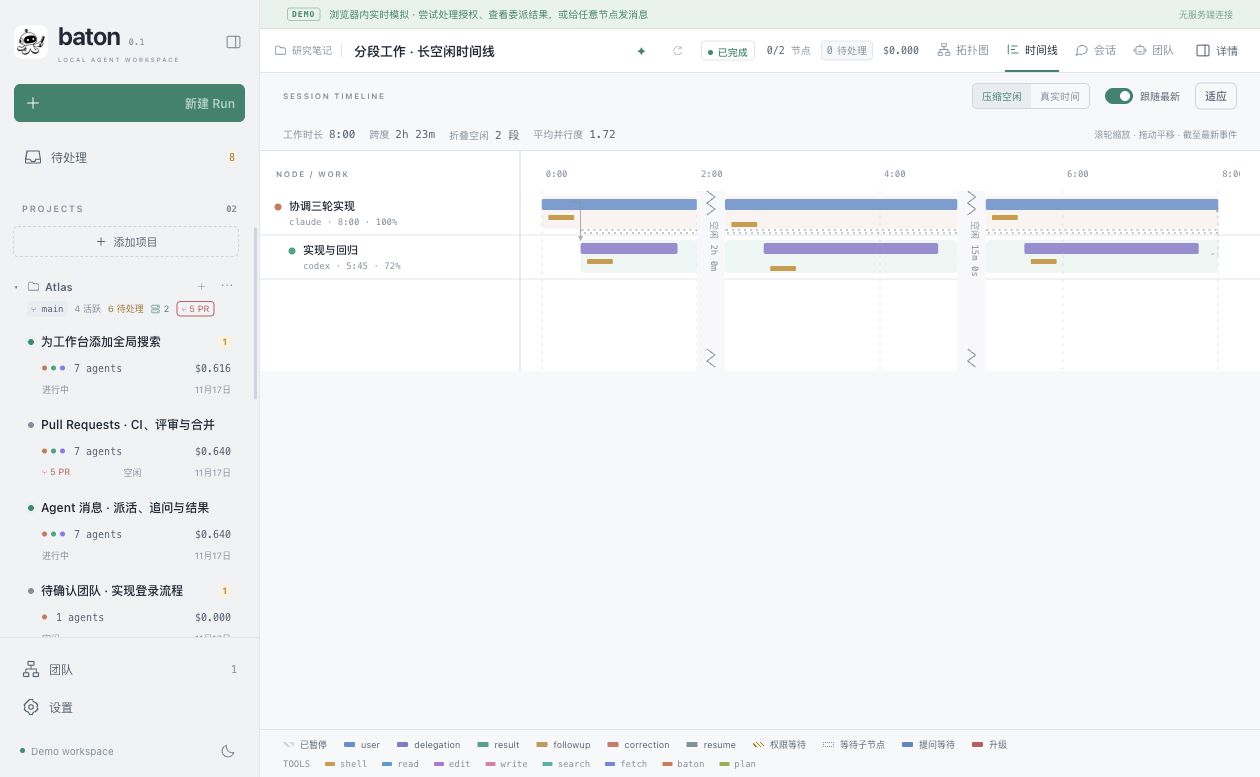 DEMO 浏览器内实时模拟 · 尝试处理授权、查看委派结果，或给任意节点发消息 无服务端连接
baton 0.1
LOCAL AGENT WORKSPACE
新建 Run
待处理 8
PROJECTS 02
添加项目
Atlas
main 4 活跃 6 待处理 2 5 PR
为工作台添加全局搜索 1
7 agents $0.616
进行中 11月17日
Pull Requests · CI、评审与合并
7 agents $0.640
5 PR 空闲 11月17日
Agent 消息 · 派活、追问与结果
7 agents $0.640
进行中 11月17日
待确认团队 · 实现登录流程 1
1 agents $0.000
团队 1
设置
Demo workspace
研究笔记 分段工作 · 长空闲时间线 已完成 0/2 节点 0 待处理 $0.000 拓扑图 时间线 会话 团队 详情
SESSION TIMELINE 压缩空闲 真实时间 跟随最新 适应
工作时长 8:00 跨度 2h 23m 折叠空闲 2 段 平均并行度 1.72 滚轮缩放 · 拖动平移 · 截至最新事件
NODE / WORK 0:00 2:00 4:00 6:00
协调三轮实现
claude · 8:00 · 100%
实现与回归
codex · 5:45 · 72%
空闲 2h 0m
空闲 15m 0s
已暂停 user delegation result followup correction resume 权限等待 等待子节点 提问等待 升级
TOOLS shell read edit write search fetch baton plan